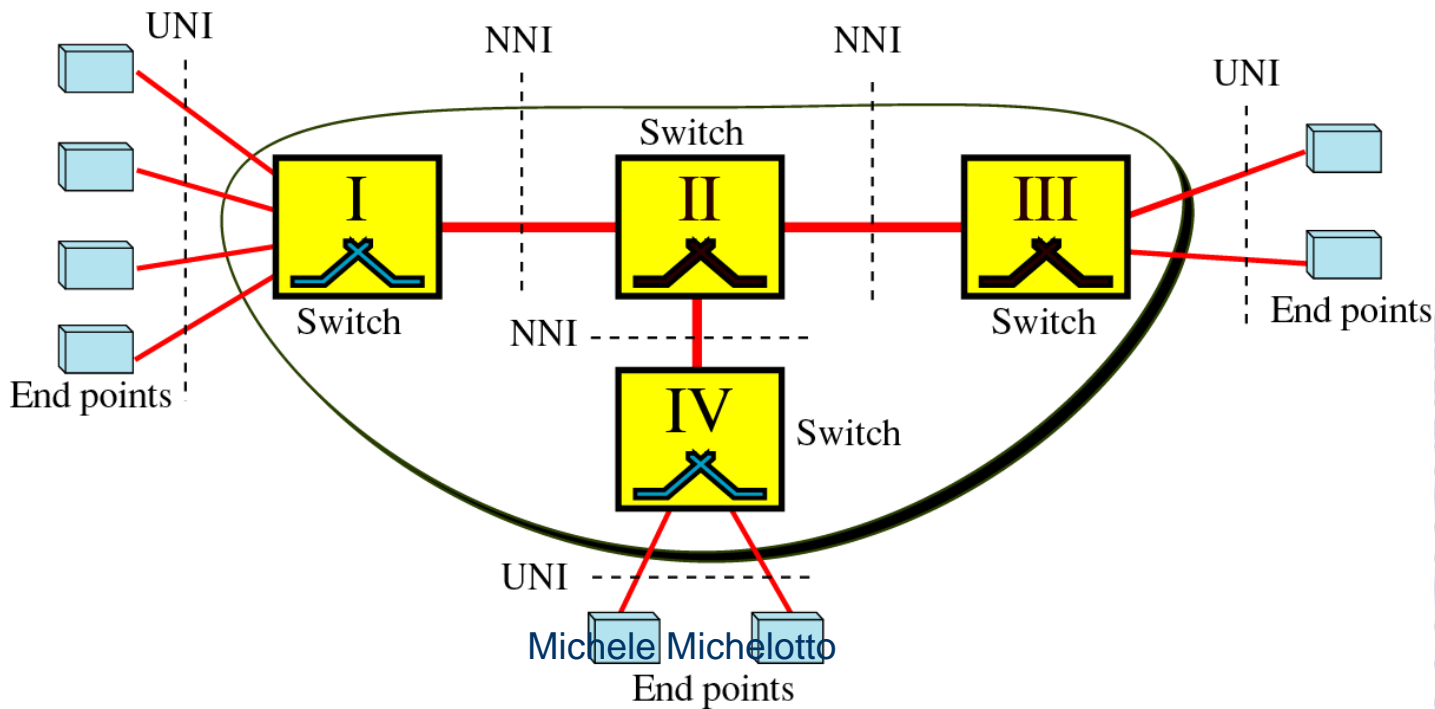 UNI
NNI
NNI
UNI
Switch
I
II
III
Switch
Switch
End points
NNI
End points
IV
Switch
UNI
Michele Michelotto
End points